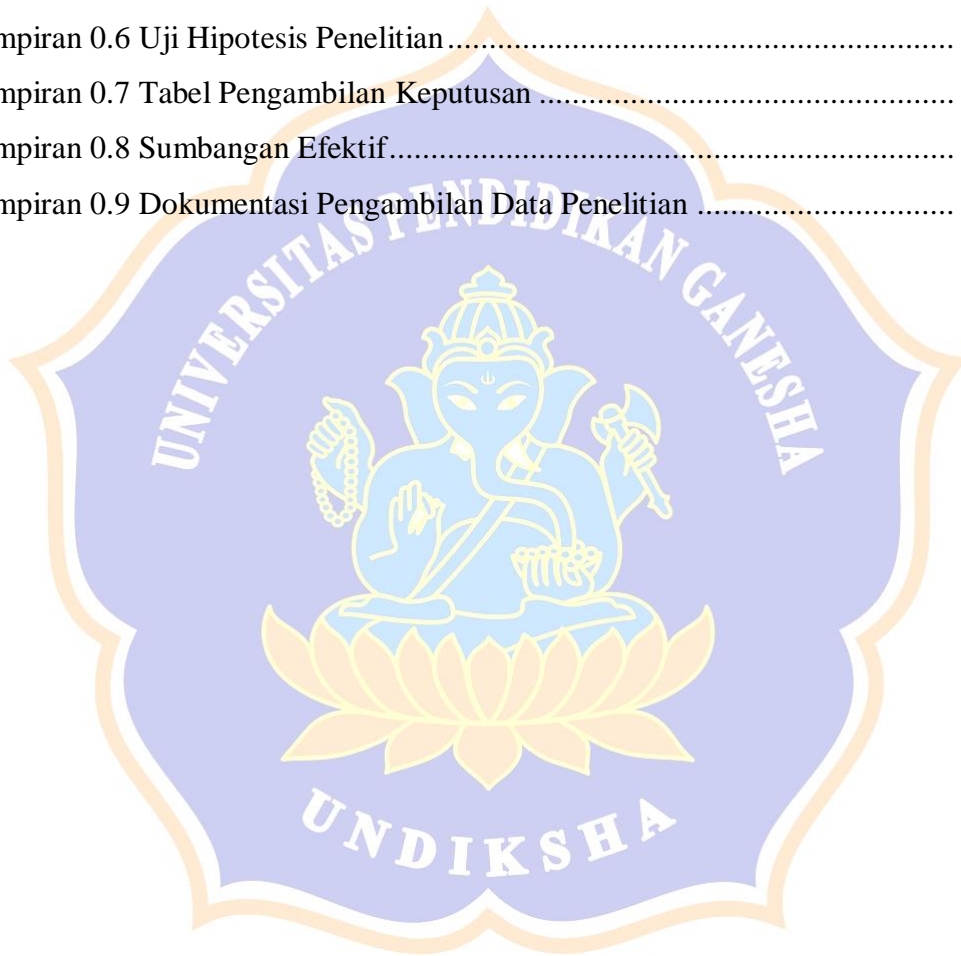 mpiran 0.6 Uji Hipotesis Penelitian ................................................................
mpiran 0.7 Tabel Pengambilan Keputusan .....................................................
mpiran 0.8 Sumbangan Efektif.......................................................................
mpiran 0.9 Dokumentasi Pengambilan Data Penelitian .................................
UNIVERSITAS PENDIDIKAN GANESHA
UNDIKSHA